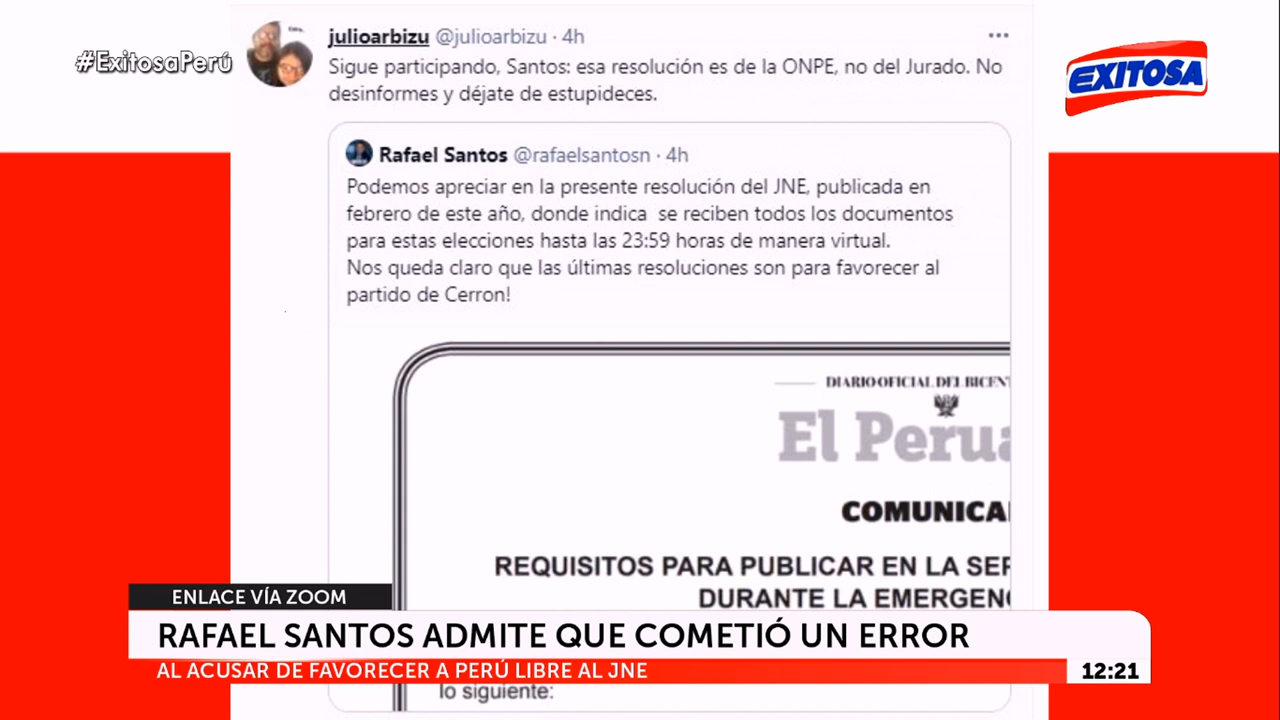 #ExitosaPerú
EXITOSA
julioarbizu @julioarbizu · 4h
Sigue participando, Santos: esa resolución es de la ONPE, no del Jurado. No
desinformes y déjate de estupideces.
Rafael Santos @rafaelsantosn · 4h
Podemos apreciar en la presente resolución del JNE, publicada en
febrero de este año, donde indica se reciben todos los documentos
para estas elecciones hasta las 23:59 horas de manera virtual.
Nos queda claro que las últimas resoluciones son para favorecer al
partido de Cerron!
DIARIO OFICIAL DEL BICENT
El Perua
COMUNICA
REQUISITOS PARA PUBLICAR EN LA SEP
DURANTE LA EMERGENC
lo siguiente:
ENLACE VÍA ZOOM
RAFAEL SANTOS ADMITE QUE COMETIÓ UN ERROR
AL ACUSAR DE FAVORECER A PERÚ LIBRE AL JNE
12:21